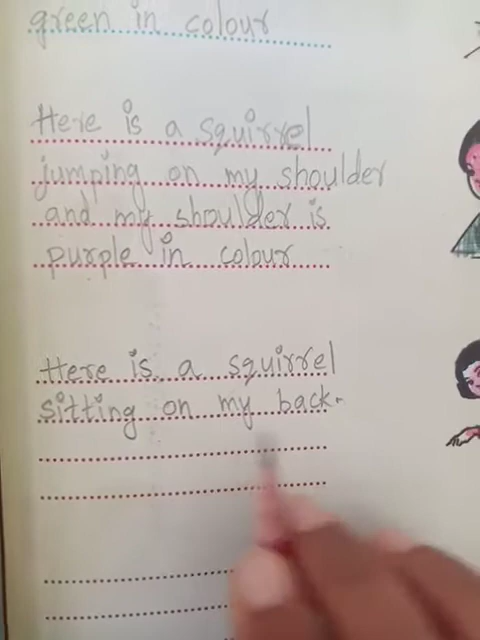 green in colour
Here is a squirrel
jumping on my shoulder
and my shoulder is
purple in colour
Here is a squirrel
sitting on my back.